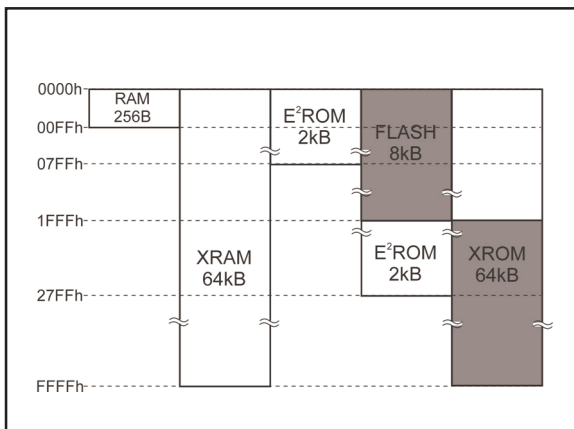 0000h
RAM
256B
00FFh
E²ROM
2kB
FLASH
8kB
07FFh
1FFFh
XRAM
64kB
E²ROM
2kB
XROM
64kB
27FFh
FFFFh